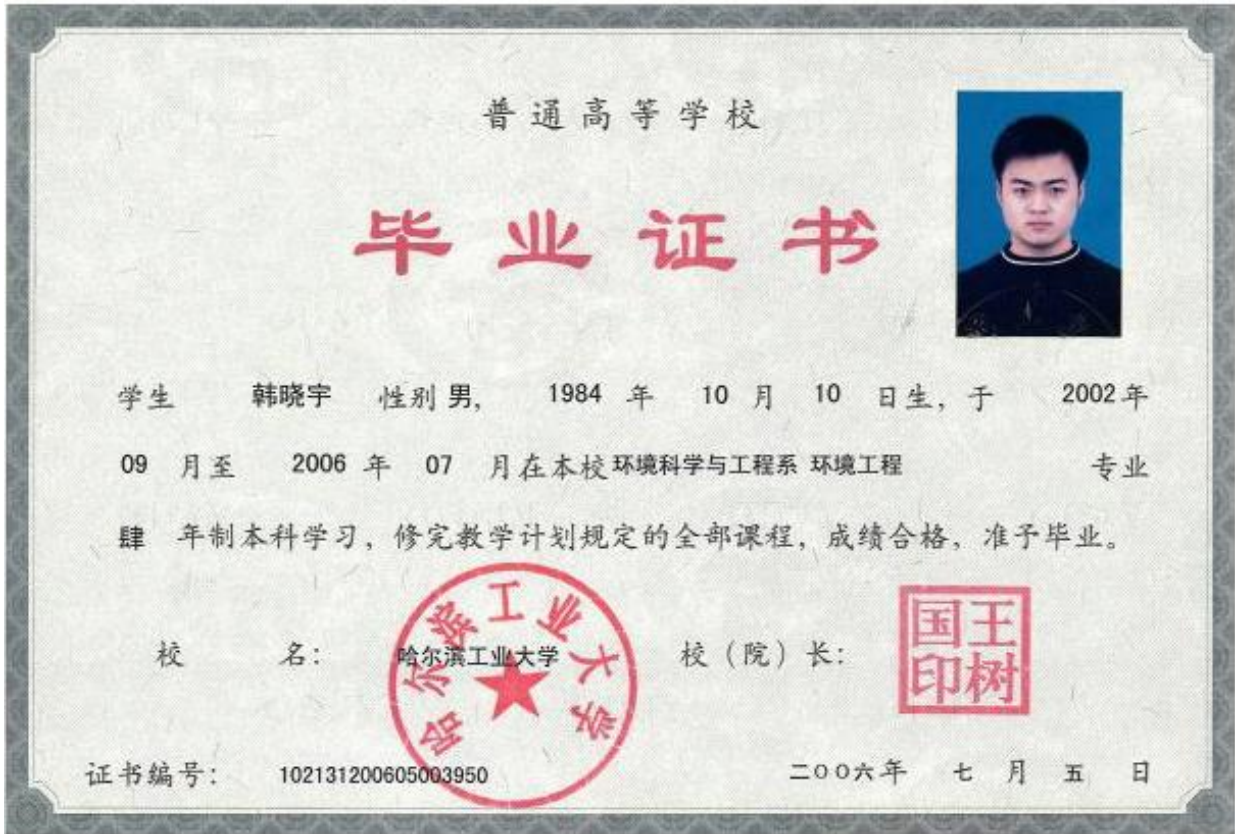 普通高等学校
毕业证书
学生 韩晓宇 性别 男, 1984 年 10 月 10 日生, 于 2002 年
09 月至 2006 年 07 月在本校 环境科学与工程系 环境工程 专业
肆 年制本科学习, 修完教学计划规定的全部课程, 成绩合格, 准予毕业。
校 名: 哈尔滨工业大学 校（院）长:
哈尔滨工业大学
王树国印
证书编号: 102131200605003950 二〇〇六年 七 月 五 日